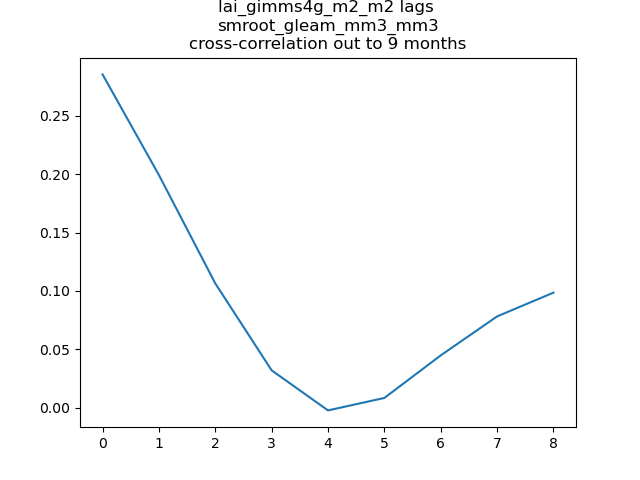 lai_gimms4g_m2_m2 lags
smroot_gleam_mm3_mm3
cross-correlation out to 9 months
0.25
0.20
0.15
0.10
0.05
0.00
0 1 2 3 4 5 6 7 8